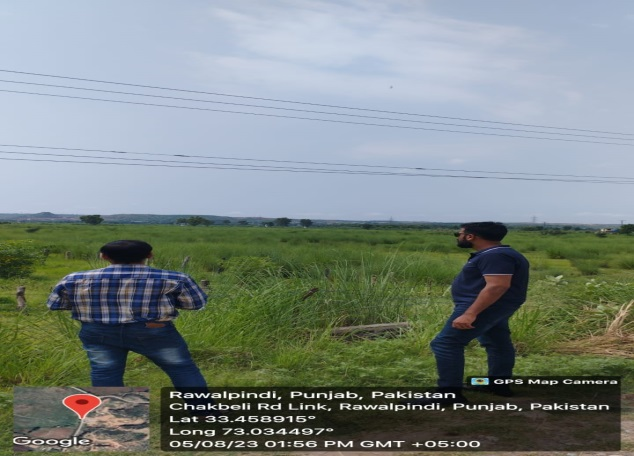 GPS Map Camera
Rawalpindi, Punjab, Pakistan
Chakbeli Rd Link, Rawalpindi, Punjab, Pakistan
Lat 33.458915°
Long 73.034497°
05/08/23 01:56 PM GMT +05:00
Google